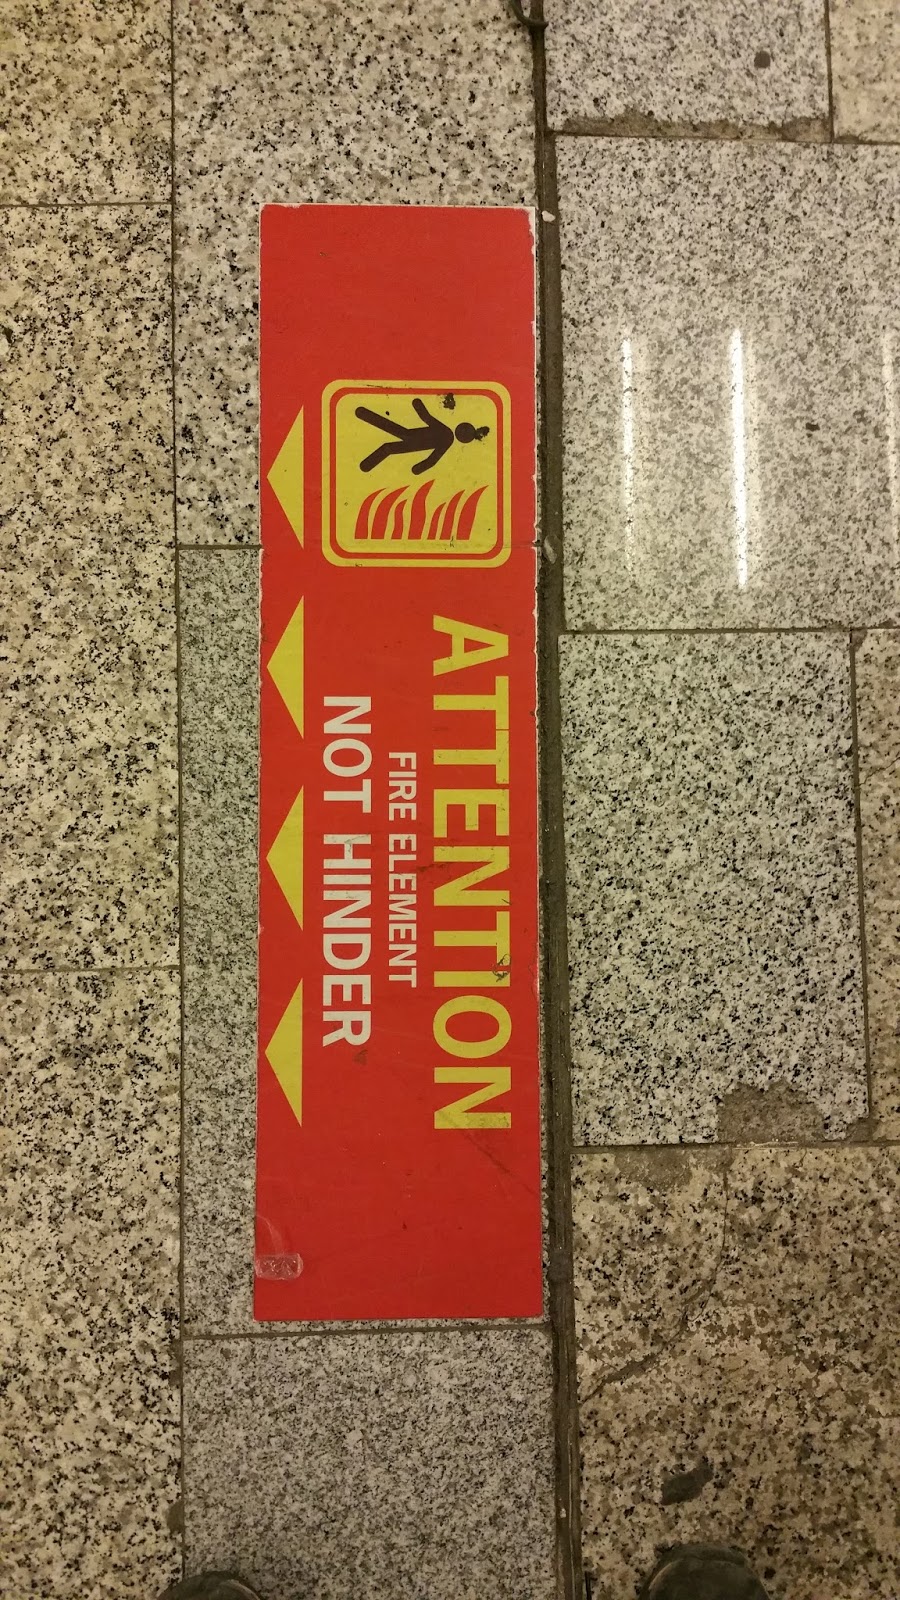 ATTENTION
FIRE ELEMENT
NOT HINDER